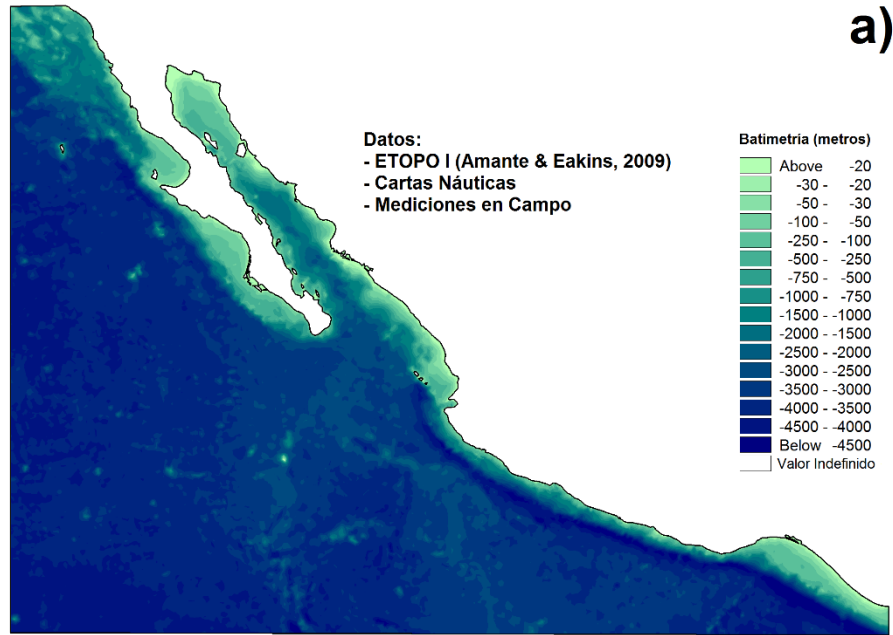 a)
Datos:
- ETOPO I (Amante & Eakins, 2009)
- Cartas Náuticas
- Mediciones en Campo
Batimetria (metros)
Above -20
-30 - -20
-50 - -30
-100 - -50
-250 - -100
-500 - -250
-750 - -500
-1000 - -750
-1500 - -1000
-2000 - -1500
-2500 - -2000
-3000 - -2500
-3500 - -3000
-4000 - -3500
-4500 - -4000
Below -4500
Valor Indefinido